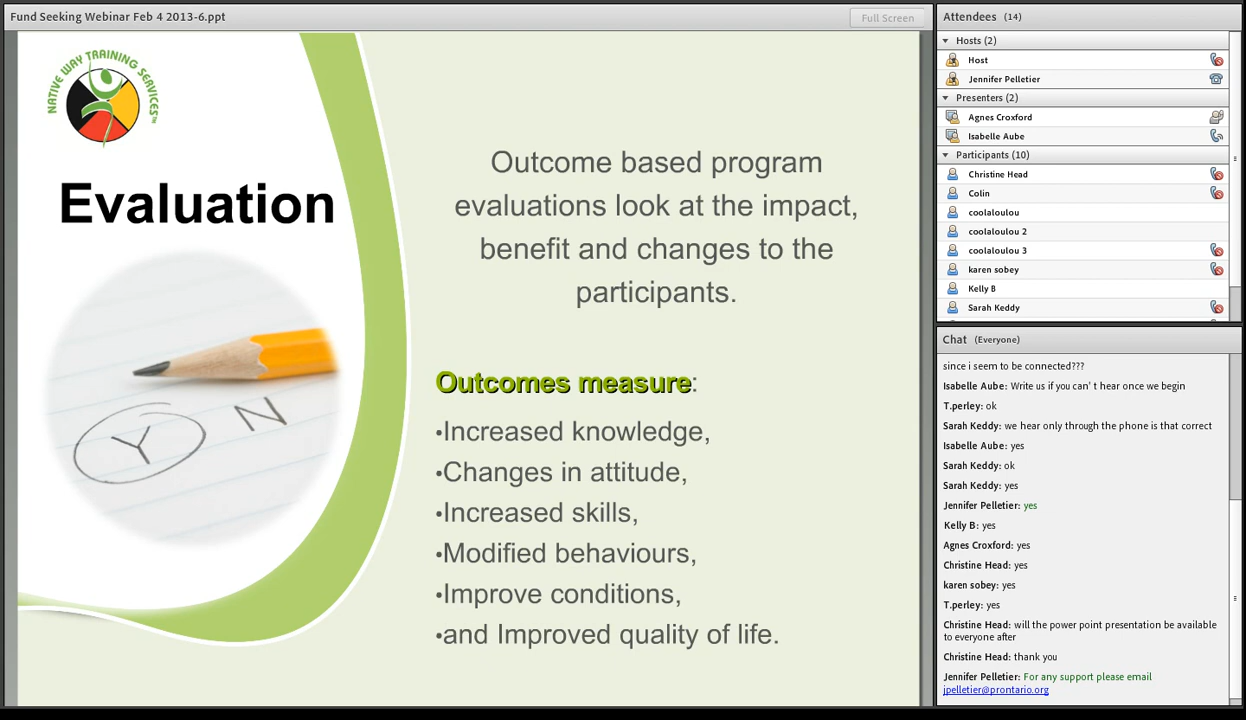 Fund Seeking Webinar Feb 4 2013-6.ppt
Full Screen
NATIVE WAY TRAINING SERVICES™
Evaluation
Y N
Outcome based program
evaluations look at the impact,
benefit and changes to the
participants.
Outcomes measure:
•Increased knowledge,
•Changes in attitude,
•Increased skills,
•Modified behaviours,
•Improve conditions,
•and Improved quality of life.
Attendees (14)
Hosts (2)
Host
Jennifer Pelletier
Presenters (2)
Agnes Croxford
Isabelle Aube
Participants (10)
Christine Head
Colin
coolaloulou
coolaloulou 2
coolaloulou 3
karen sobey
Kelly B
Sarah Keddy
Chat (Everyone)
since i seem to be connected???
Isabelle Aube: Write us if you can' t hear once we begin
T.perley: ok
Sarah Keddy: we hear only through the phone is that correct
Isabelle Aube: yes
Sarah Keddy: ok
Sarah Keddy: yes
Jennifer Pelletier: yes
Kelly B: yes
Agnes Croxford: yes
Christine Head: yes
karen sobey: yes
T.perley: yes
Christine Head: will the power point presentation be available
to everyone after
Christine Head: thank you
Jennifer Pelletier: For any support please email
jpelletier@prontario.org